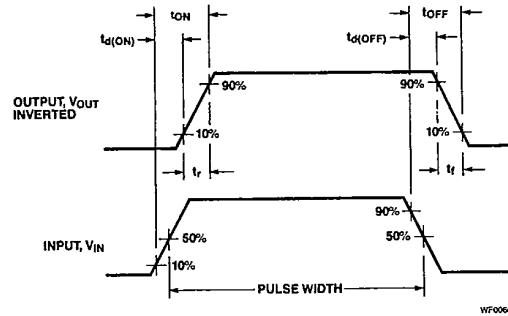 tON
tOFF
td(ON)
td(OFF)
OUTPUT, VOUT
INVERTED
90%
90%
10%
10%
tr
tf
INPUT, VIN
90%
50%
50%
10%
PULSE WIDTH